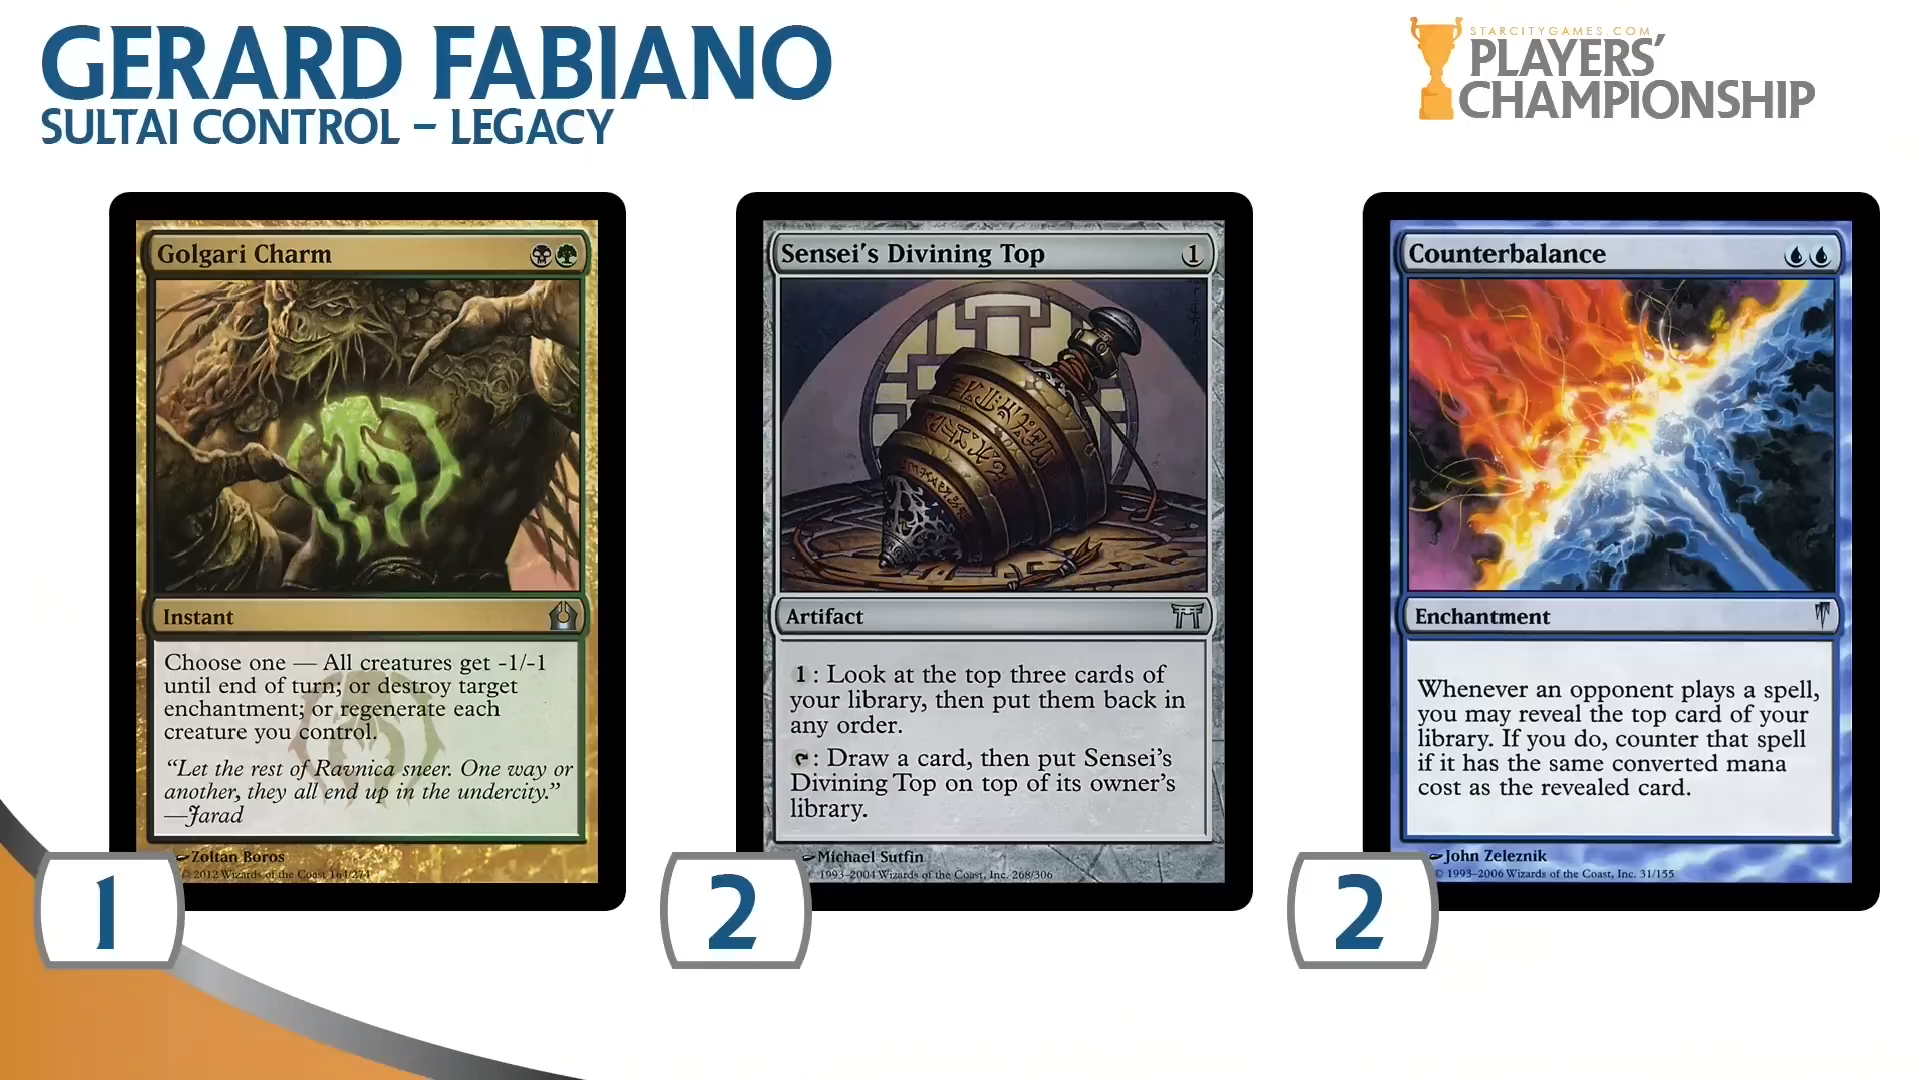 GERARD FABIANO
SULTAI CONTROL – LEGACY
STARCITYGAMES.COM
PLAYERS’
CHAMPIONSHIP
Golgari Charm
Instant
Choose one — All creatures get -1/-1
until end of turn; or destroy target
enchantment; or regenerate each
creature you control.
“Let the rest of Ravnica sneer. One way or
another, they all end up in the undercity.”
—Jarad
Zoltan Boros
© 2012 Wizards of the Coast 164/274
1
Sensei’s Divining Top 1
Artifact
1: Look at the top three cards of
your library, then put them back in
any order.
: Draw a card, then put Sensei’s
Divining Top on top of its owner’s
library.
Michael Sutfin
© 1993–2004 Wizards of the Coast, Inc. 268/306
2
Counterbalance
Enchantment
Whenever an opponent plays a spell,
you may reveal the top card of your
library. If you do, counter that spell
if it has the same converted mana
cost as the revealed card.
John Zeleznik
© 1993–2006 Wizards of the Coast, Inc. 31/155
2